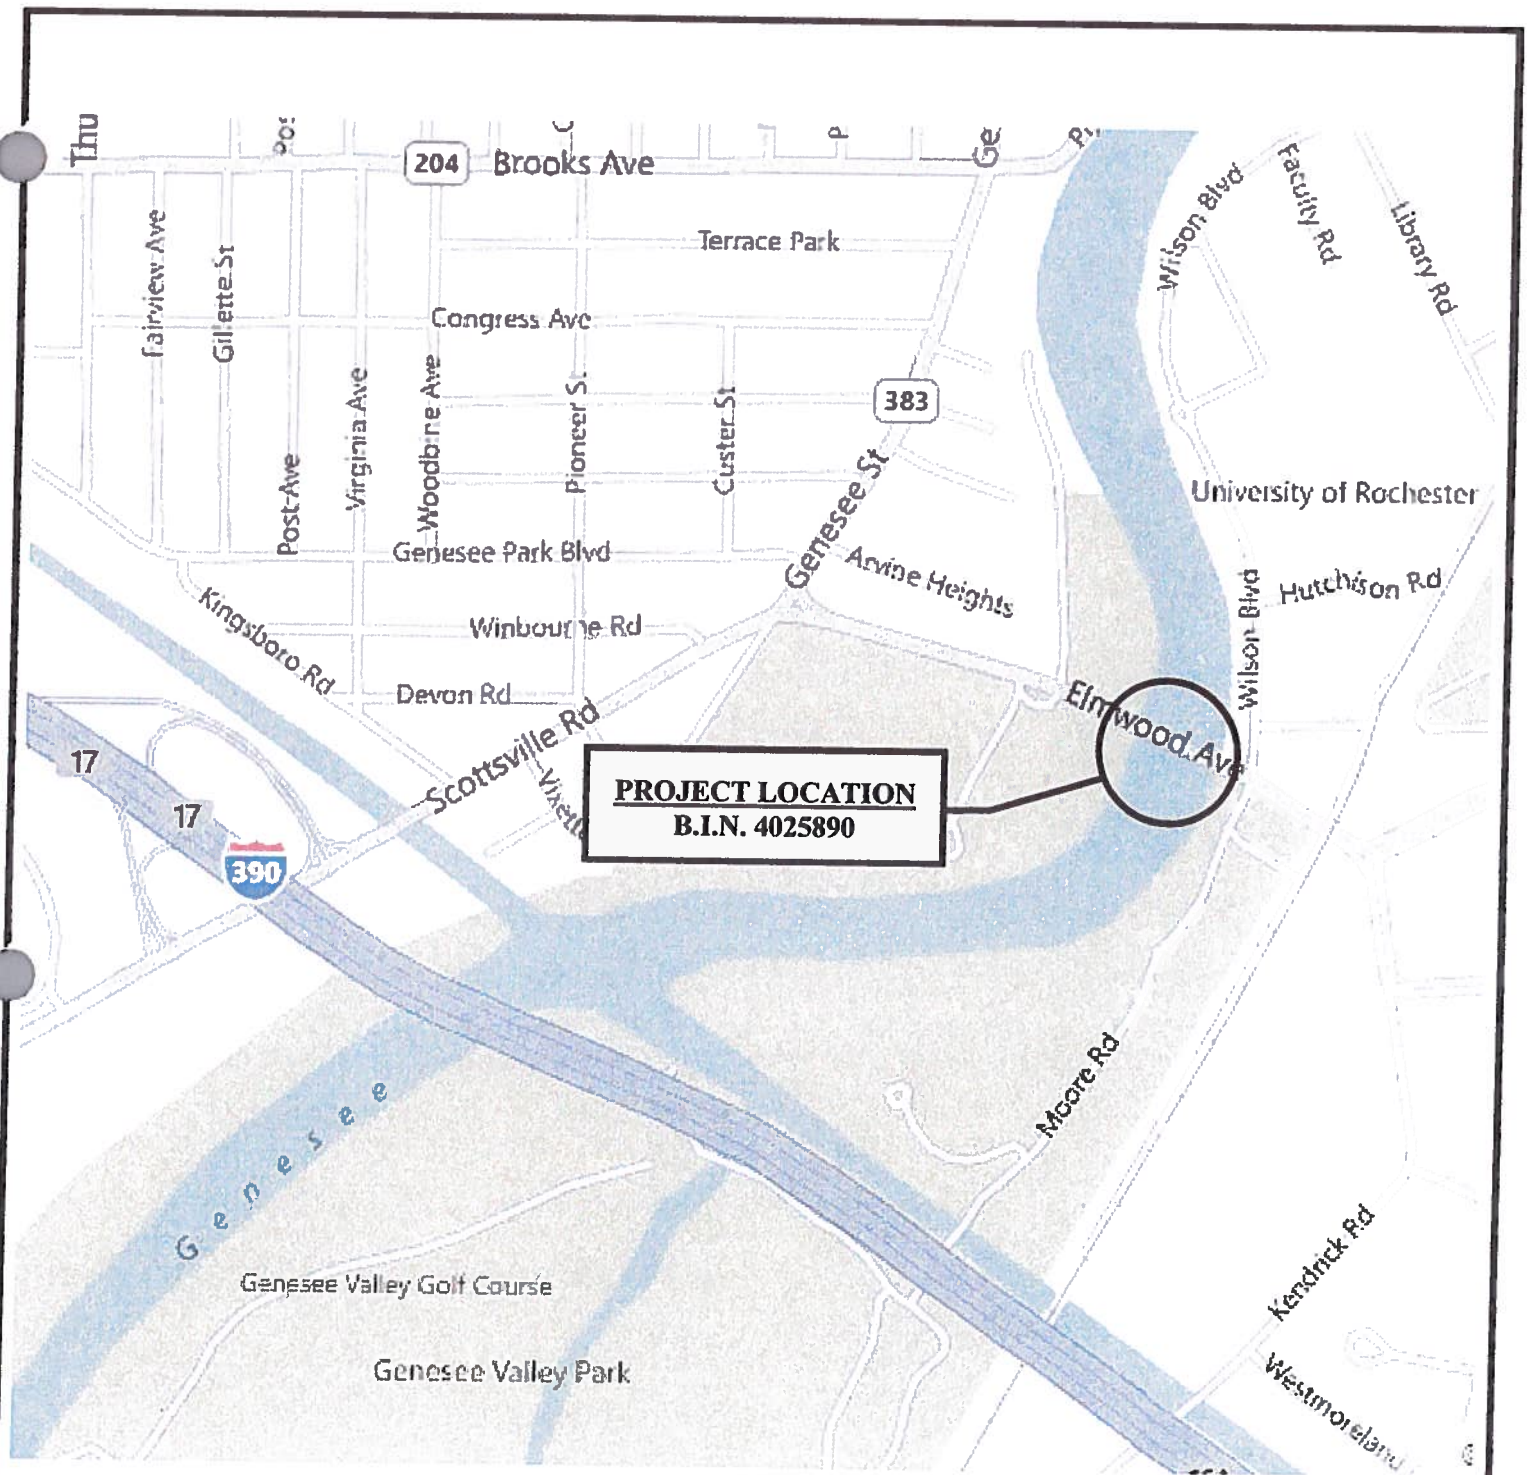 Thu
204
Brooks Ave
Ge
Terrace Park
Wilson Blvd
Faculty Rd
Library Rd
Fairview Ave
Gillette St
Congress Ave
Post Ave
Virginia Ave
Woodbine Ave
Pioneer St
Custer St
383
Genesee St
University of Rochester
Genesee Park Blvd
Arvine Heights
Hutchison Rd
Wilson Blvd
Kingsboro Rd
Winbourne Rd
Devon Rd
Elmwood Ave
Scottsville Rd
17
17
390
PROJECT LOCATION
B.I.N. 4025890
Moore Rd
Genesee
Genesee Valley Golf Course
Genesee Valley Park
Kendrick Rd
Westmoreland